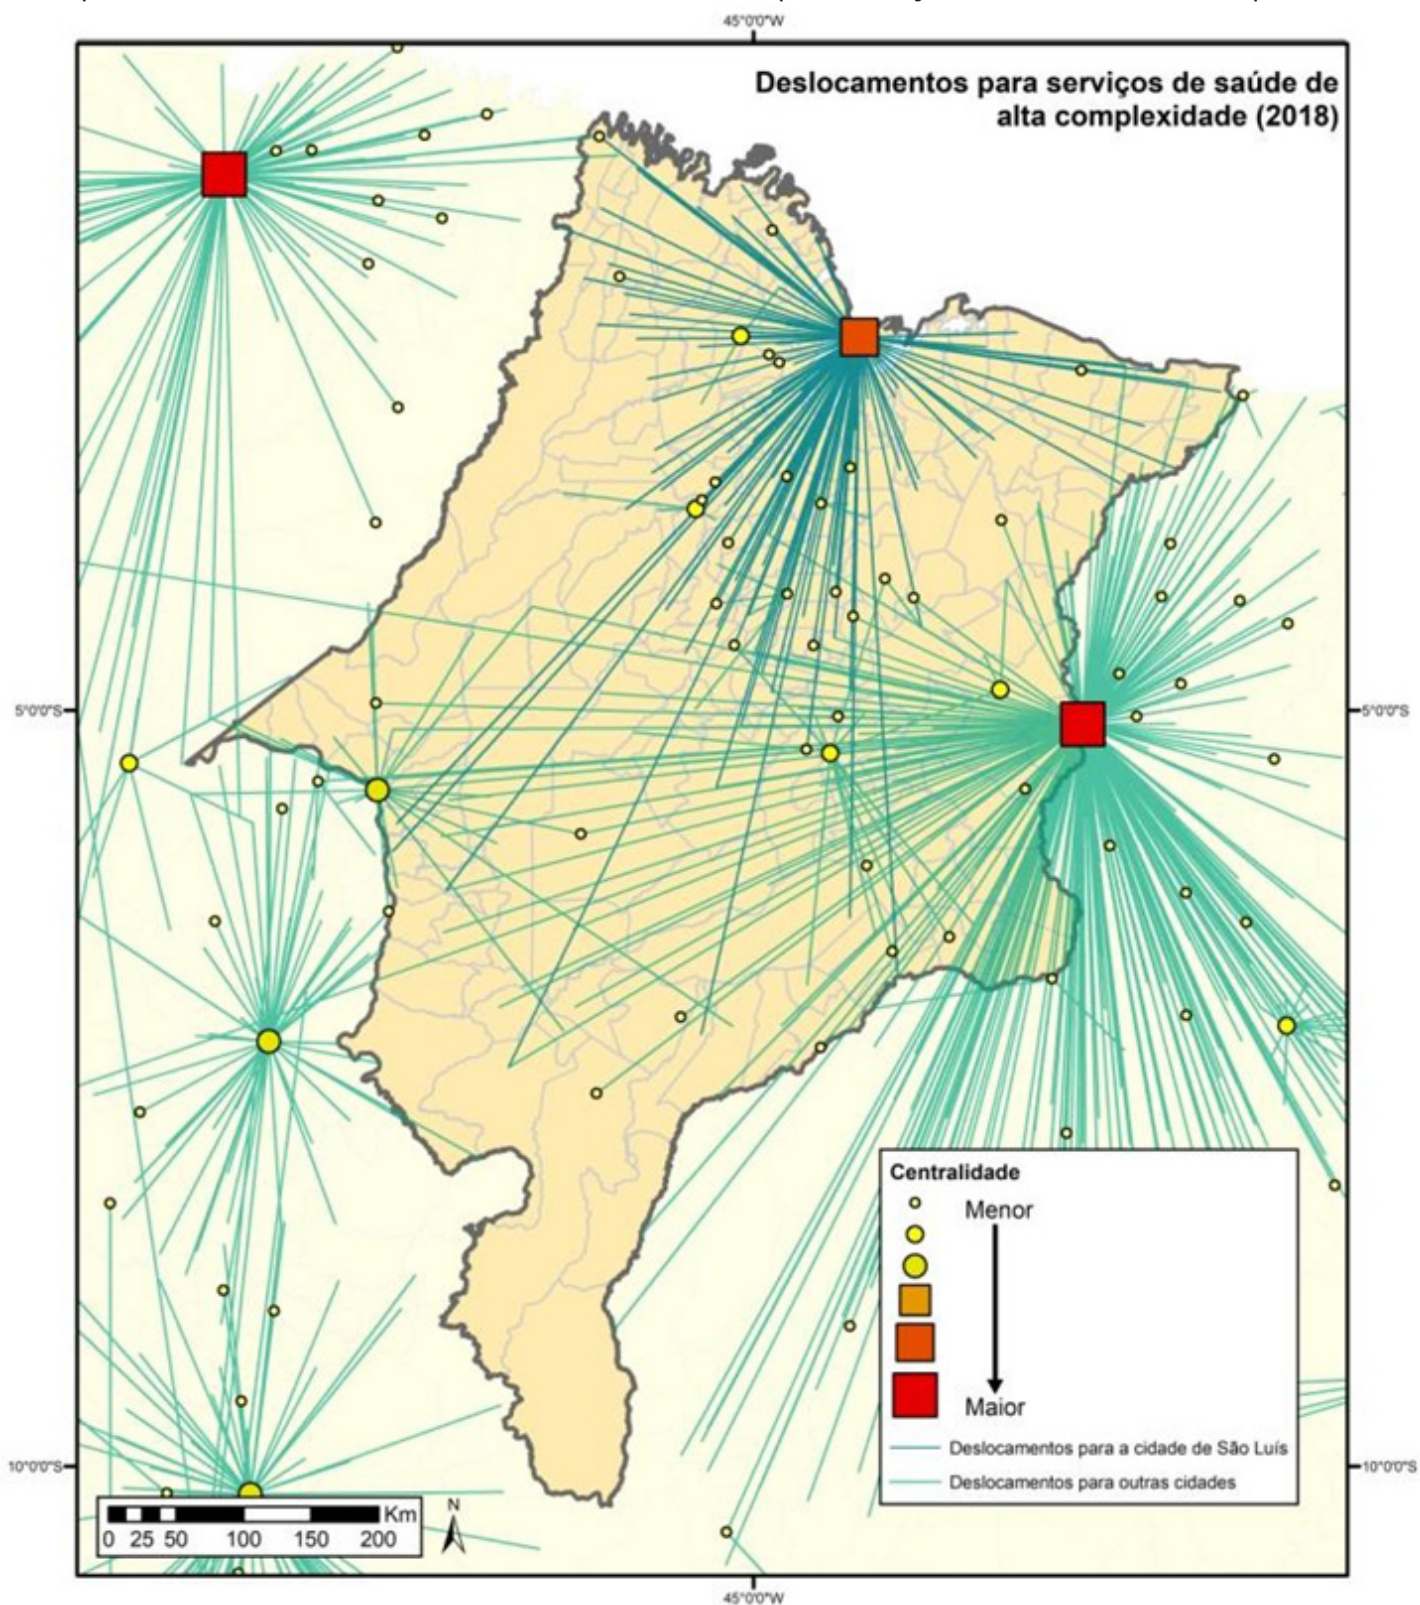 45°0'0"W
Deslocamentos para serviços de saúde de
alta complexidade (2018)
5°0'0"S
5°0'0"S
Centralidade
Menor
Maior
Deslocamentos para a cidade de São Luís
Deslocamentos para outras cidades
10°0'0"S
10°0'0"S
Km
0 25 50 100 150 200
N
45°0'0"W